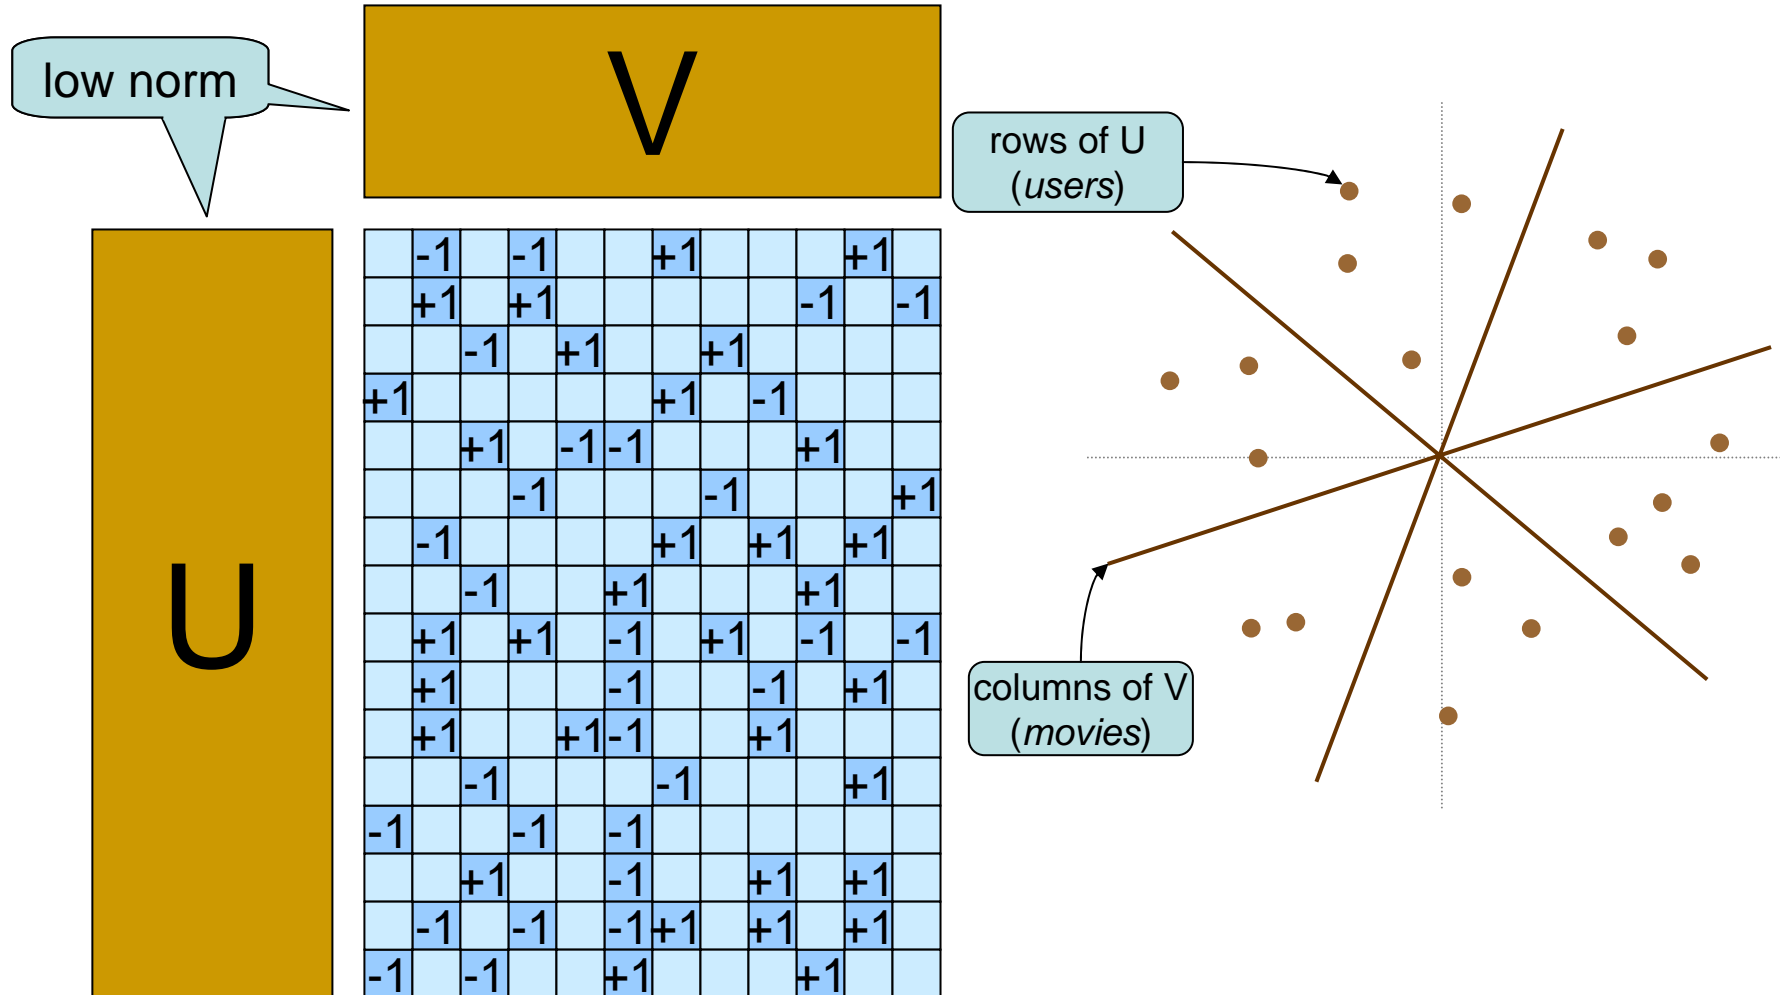 V
low norm
rows of U
(users)
-1 -1 +1 +1
+1 +1 -1 -1
-1 +1 +1
+1 +1 -1
+1 -1 -1 +1
-1 -1 +1
-1 +1 +1 +1
-1 +1 +1
+1 +1 -1 +1 -1 -1
+1 -1 -1 +1
+1 +1 -1 +1
-1 -1 +1
-1 -1 -1
+1 -1 +1 +1
-1 -1 -1 +1 +1 +1
-1 -1 +1 +1
U
columns of V
(movies)